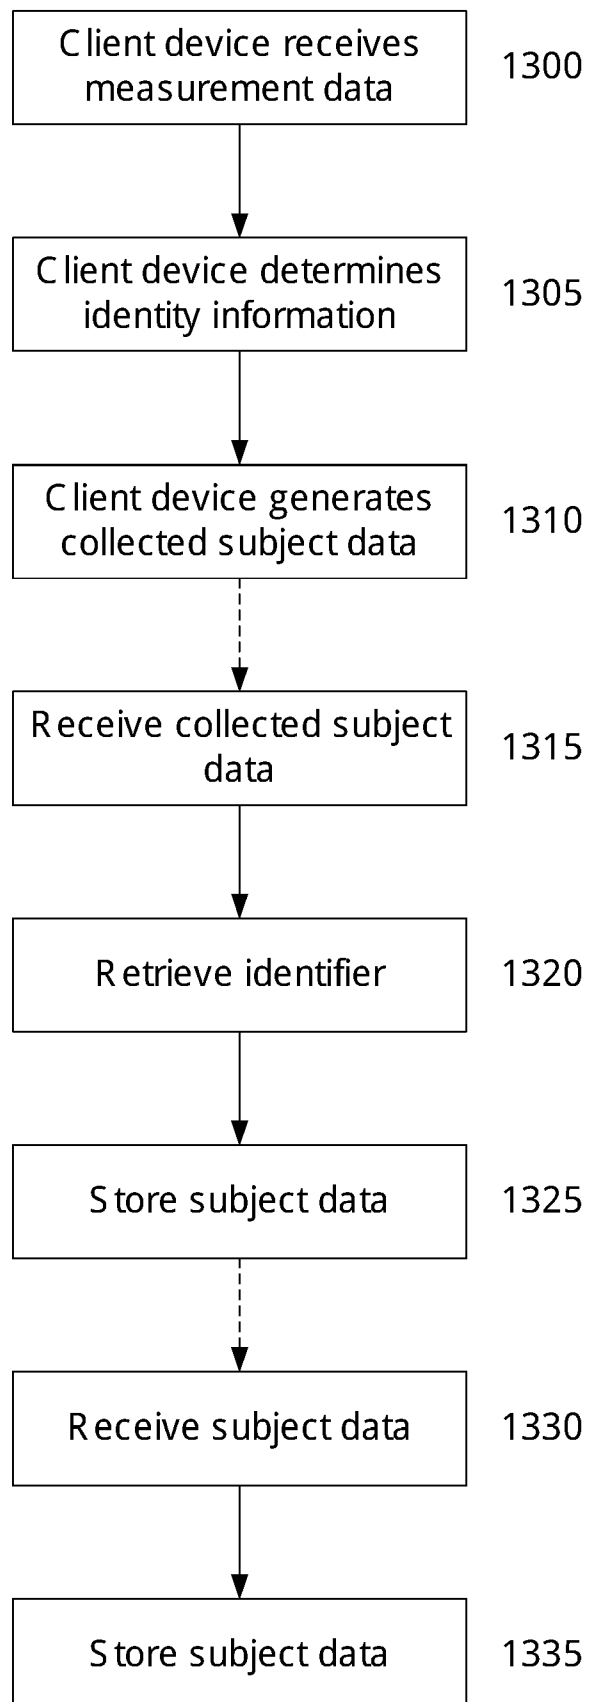 Client device receives
measurement data
1300
Client device determines
identity information
1305
Client device generates
collected subject data
1310
Receive collected subject
data
1315
Retrieve identifier
1320
Store subject data
1325
Receive subject data
1330
Store subject data
1335